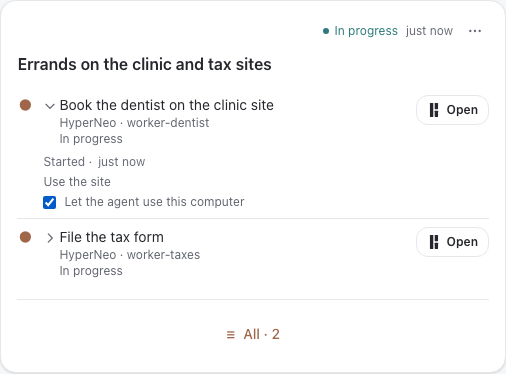 In progress just now
Errands on the clinic and tax sites
Book the dentist on the clinic site
Open
HyperNeo · worker-dentist
In progress
Started · just now
Use the site
Let the agent use this computer
File the tax form
Open
HyperNeo · worker-taxes
In progress
All · 2